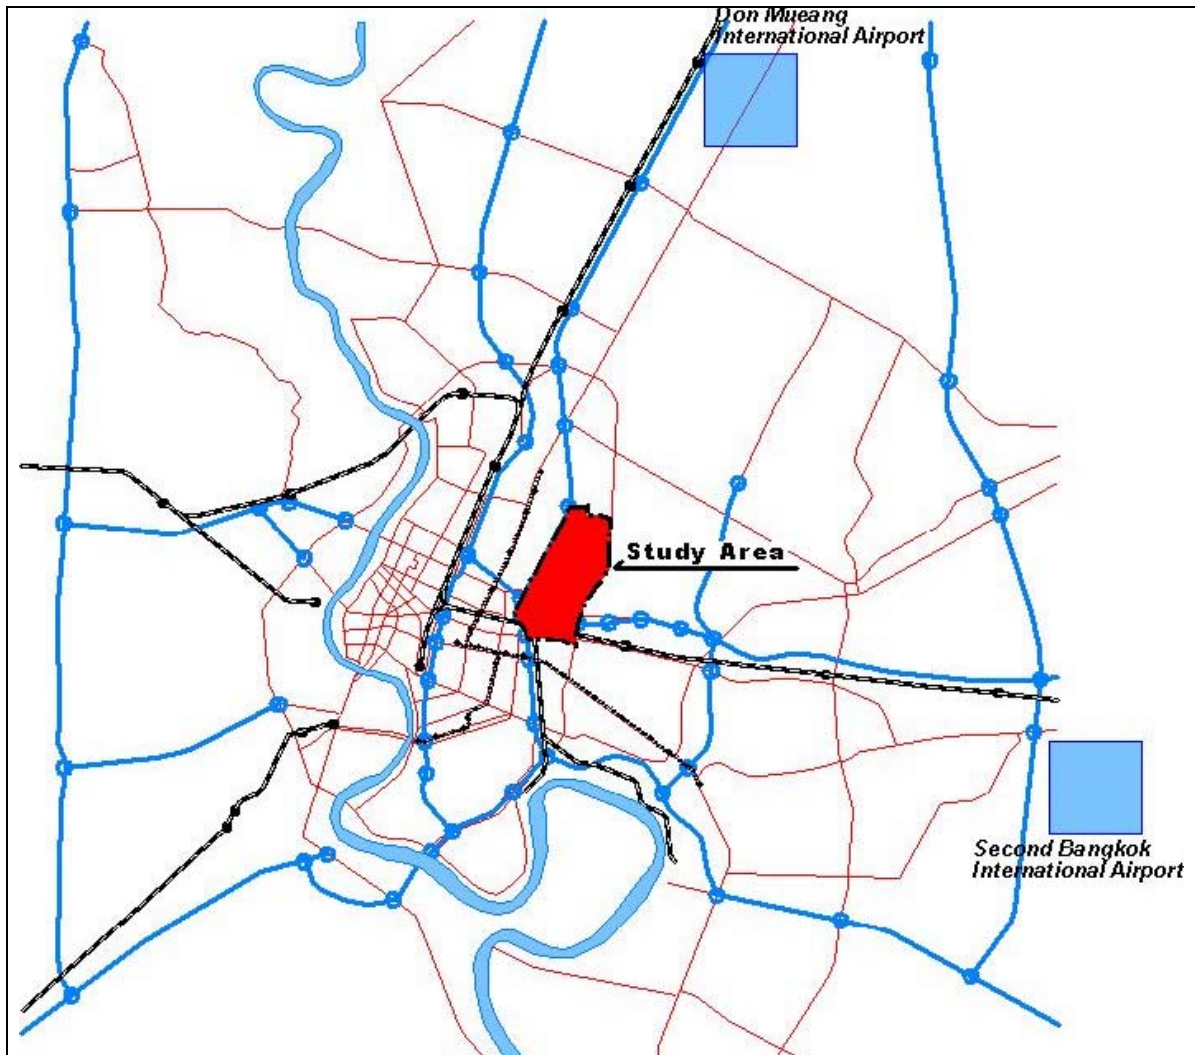 Don Mueang
International Airport
Study Area
Second Bangkok
International Airport